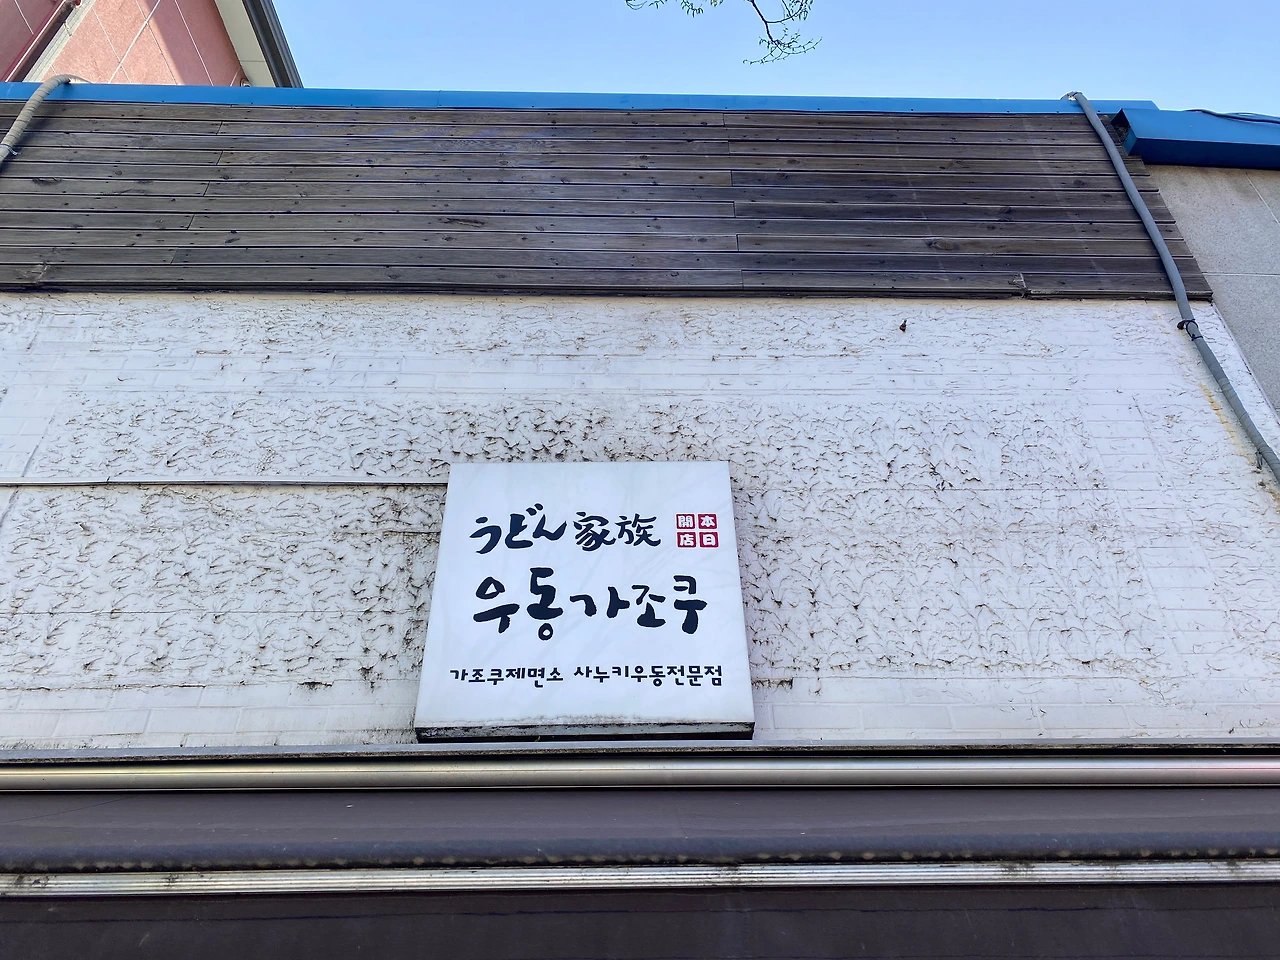 うどん家族 本日開店
우동가조쿠
가조쿠제면소 사누키우동전문점